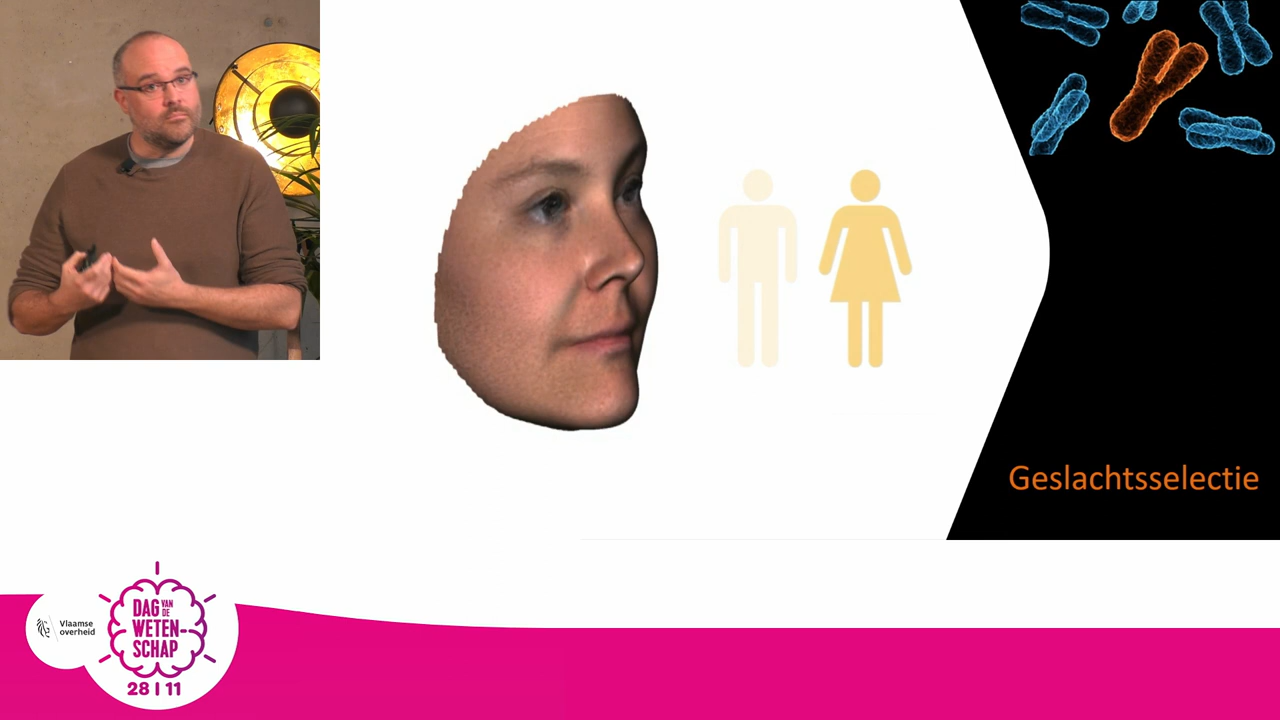 Geslachtsselectie
Vlaamse
overheid
DAG VAN DE
WETEN-
SCHAP
28 | 11